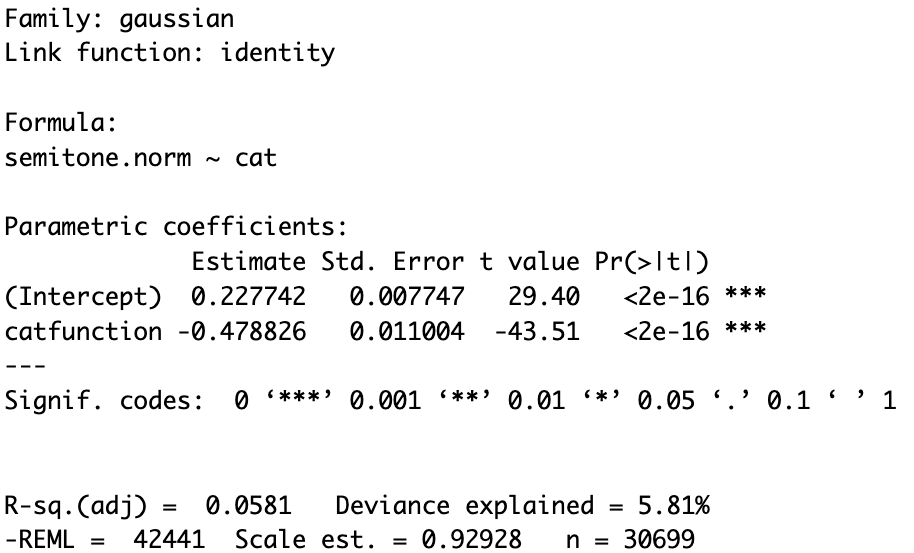 Family: gaussian
Link function: identity
Formula:
semitone.norm ~ cat
Parametric coefficients:
Estimate Std. Error t value Pr(>|t|)
(Intercept) 0.227742 0.007747 29.40 <2e-16 ***
catfunction -0.478826 0.011004 -43.51 <2e-16 ***
---
Signif. codes: 0 ‘***’ 0.001 ‘**’ 0.01 ‘*’ 0.05 ‘.’ 0.1 ‘ ’ 1
R-sq.(adj) = 0.0581 Deviance explained = 5.81%
-REML = 42441 Scale est. = 0.92928 n = 30699